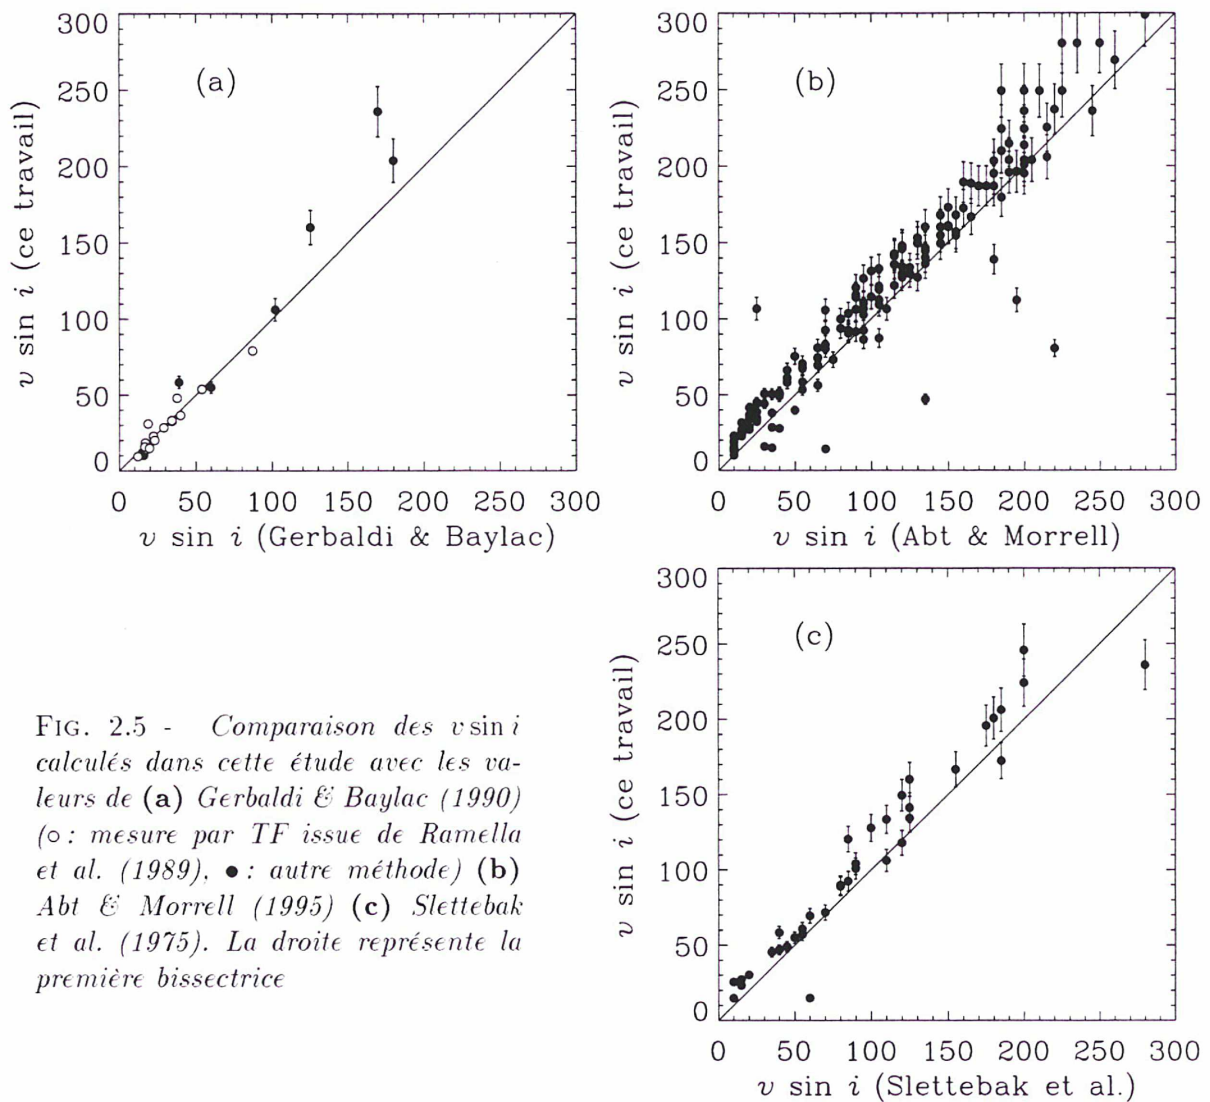 (a)
v sin i (ce travail)
300
250
200
150
100
50
0
0 50 100 150 200 250 300
v sin i (Gerbaldi & Baylac)
(b)
v sin i (ce travail)
300
250
200
150
100
50
0
0 50 100 150 200 250 300
v sin i (Abt & Morrell)
(c)
v sin i (ce travail)
300
250
200
150
100
50
0
0 50 100 150 200 250 300
v sin i (Slettebak et al.)
FIG. 2.5 - Comparaison des v sin i
calculés dans cette étude avec les va-
leurs de (a) Gerbaldi & Baylac (1990)
(○ : mesure par TF issue de Ramella
et al. (1989), ● : autre méthode) (b)
Abt & Morrell (1995) (c) Slettebak
et al. (1975). La droite représente la
première bissectrice